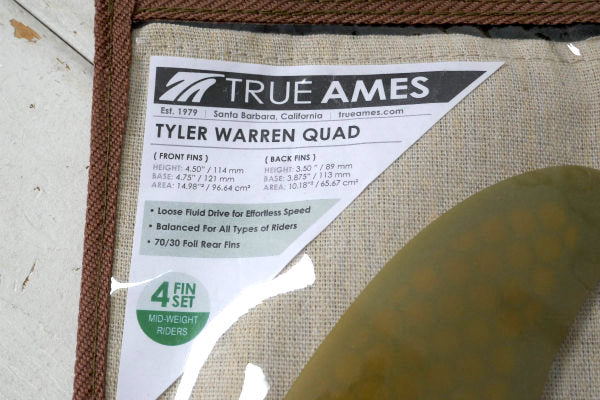 TRUÉ AMES
Est. 1979 | Santa Barbara, California | trueames.com
TYLER WARREN QUAD
( FRONT FINS )
HEIGHT: 4.50" / 114 mm
BASE: 4.75" / 121 mm
AREA: 14.98"² / 96.64 cm²
( BACK FINS )
HEIGHT: 3.50 " / 89 mm
BASE: 3.875" / 113 mm
AREA: 10.18"² / 65.67 cm²
• Loose Fluid Drive for Effortless Speed
• Balanced For All Types of Riders
• 70/30 Foil Rear Fins
4 FIN
SET
MID-WEIGHT
RIDERS